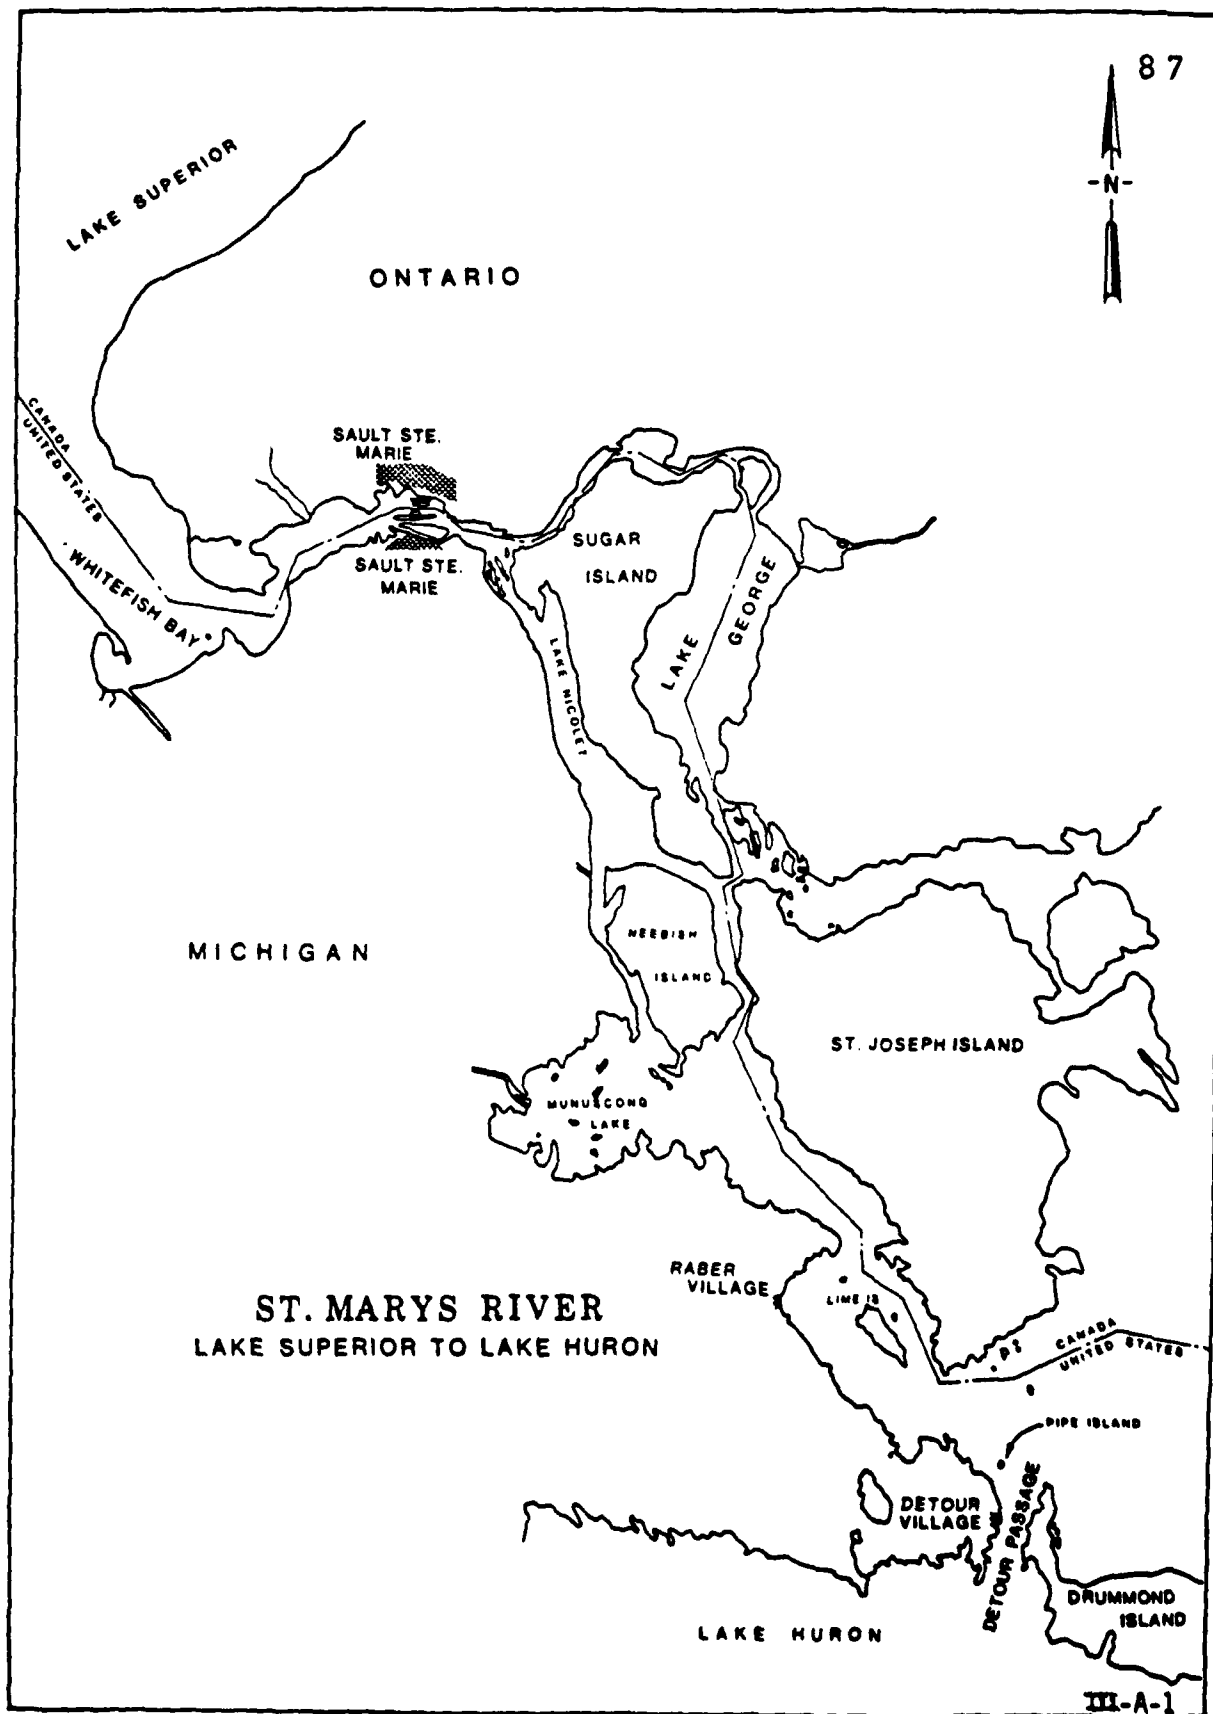 87
-N-
LAKE SUPERIOR
ONTARIO
CANADA
UNITED STATES
SAULT STE.
MARIE
WHITEFISH BAY
SAULT STE.
MARIE
SUGAR
ISLAND
LAKE GEORGE
LAKE NICOLET
MICHIGAN
NEEBISH
ISLAND
ST. JOSEPH ISLAND
MUNUSCONG
LAKE
RABER
VILLAGE
LIME IS
ST. MARYS RIVER
LAKE SUPERIOR TO LAKE HURON
CANADA
UNITED STATES
PIPE ISLAND
DETOUR
VILLAGE
DETOUR PASSAGE
DRUMMOND
ISLAND
LAKE HURON
III-A-1